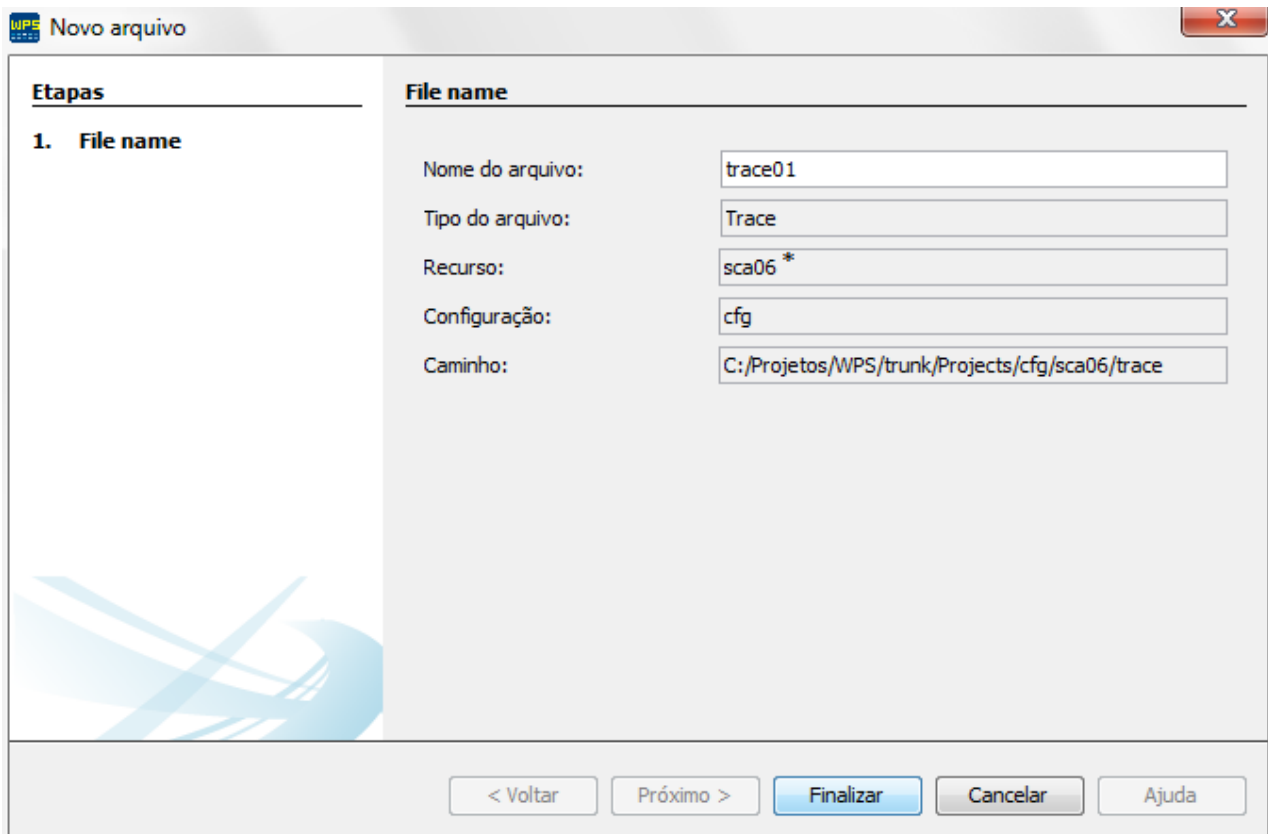 WPS Novo arquivo
Etapas
1. File name
File name
Nome do arquivo: trace01
Tipo do arquivo: Trace
Recurso: sca06 *
Configuração: cfg
Caminho: C:/Projetos/WPS/trunk/Projects/cfg/sca06/trace
< Voltar Próximo > Finalizar Cancelar Ajuda